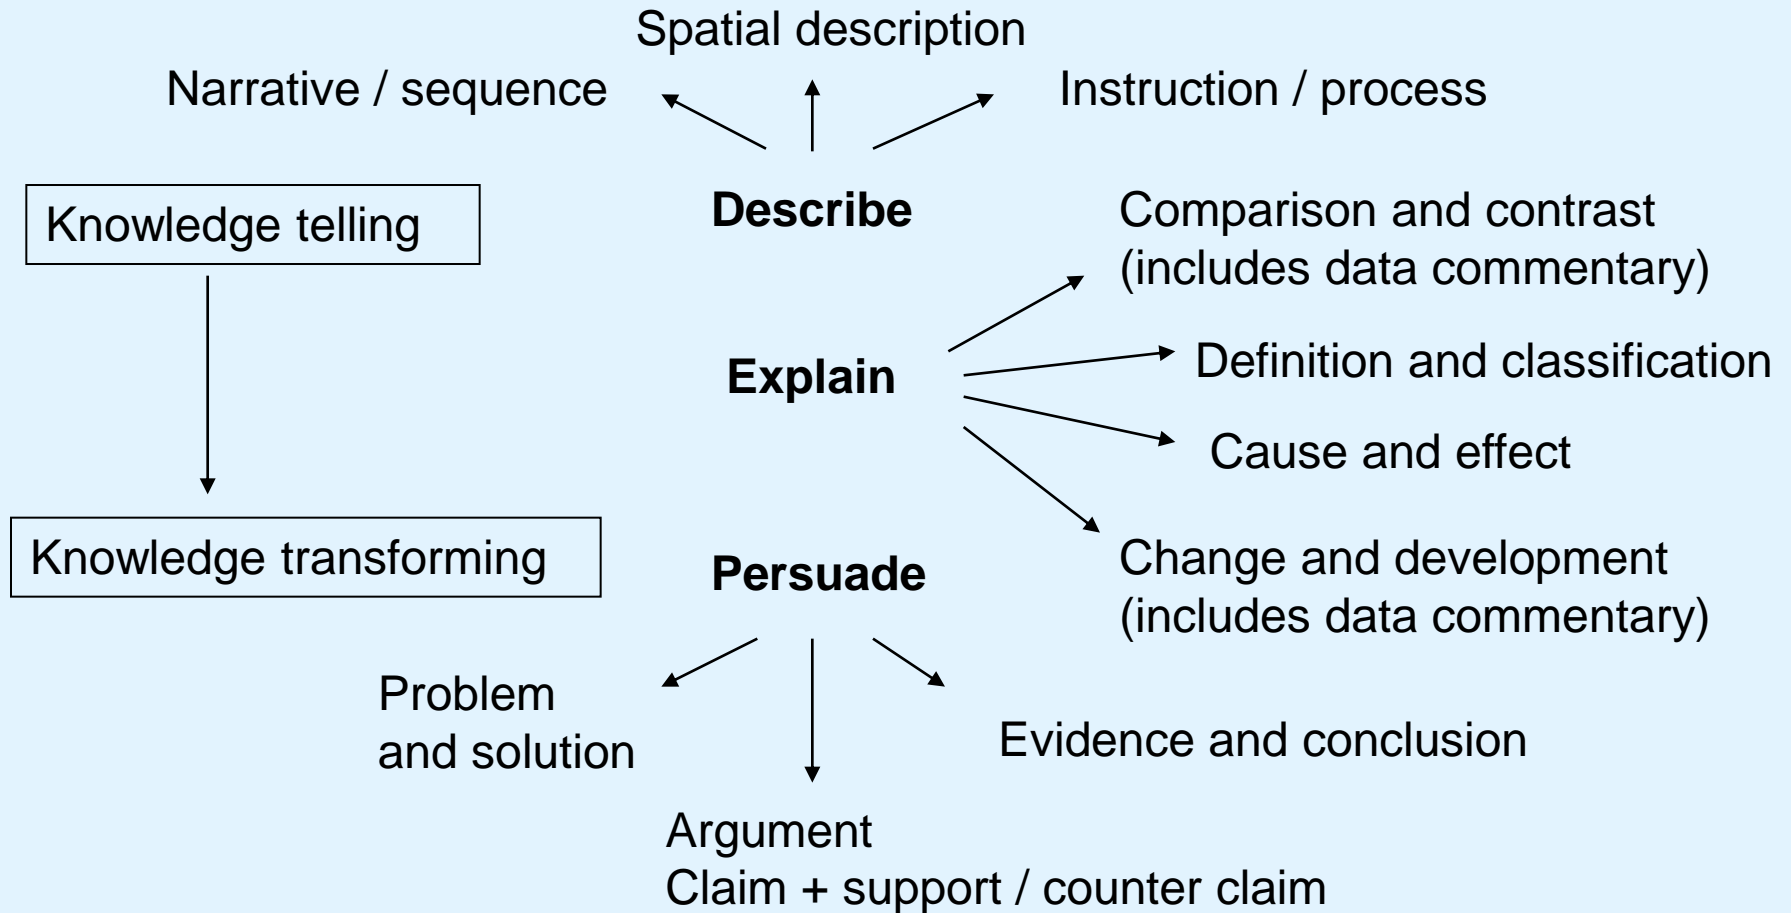 Spatial description
Narrative / sequence
Instruction / process
Knowledge telling
Describe
Comparison and contrast
(includes data commentary)
Explain
Definition and classification
Cause and effect
Knowledge transforming
Persuade
Change and development
(includes data commentary)
Problem
and solution
Evidence and conclusion
Argument
Claim + support / counter claim